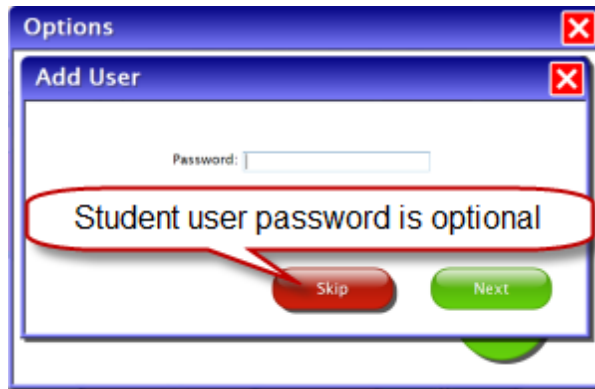 Options
Add User
Password:
Student user password is optional
Skip
Next